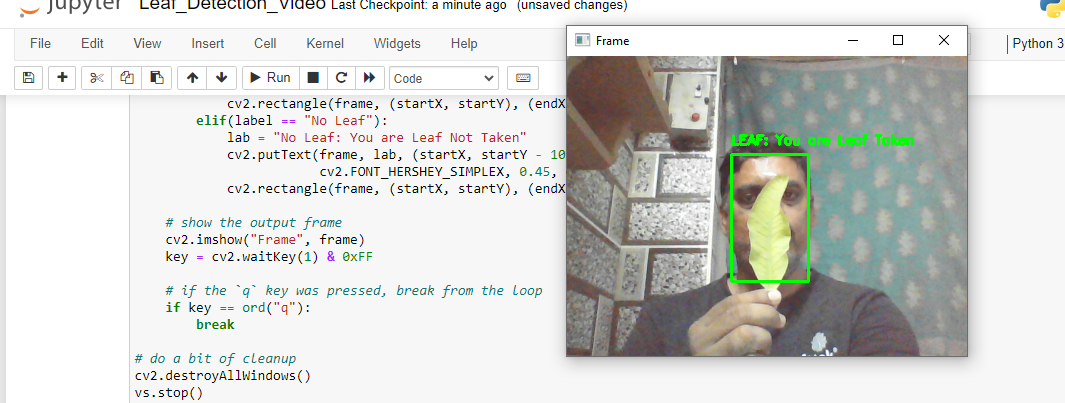 Jupyter Leaf_Detection_Video Last Checkpoint: a minute ago (unsaved changes)
File Edit View Insert Cell Kernel Widgets Help
Python 3
Run
Code
cv2.rectangle(frame, (startX, startY), (endX
elif(label == "No Leaf"):
lab = "No Leaf: You are Leaf Not Taken"
cv2.putText(frame, lab, (startX, startY - 10
cv2.FONT_HERSHEY_SIMPLEX, 0.45,
cv2.rectangle(frame, (startX, startY), (endX
# show the output frame
cv2.imshow("Frame", frame)
key = cv2.waitKey(1) & 0xFF
# if the `q` key was pressed, break from the loop
if key == ord("q"):
break
# do a bit of cleanup
cv2.destroyAllWindows()
vs.stop()
Frame
LEAF: You are Leaf Taken